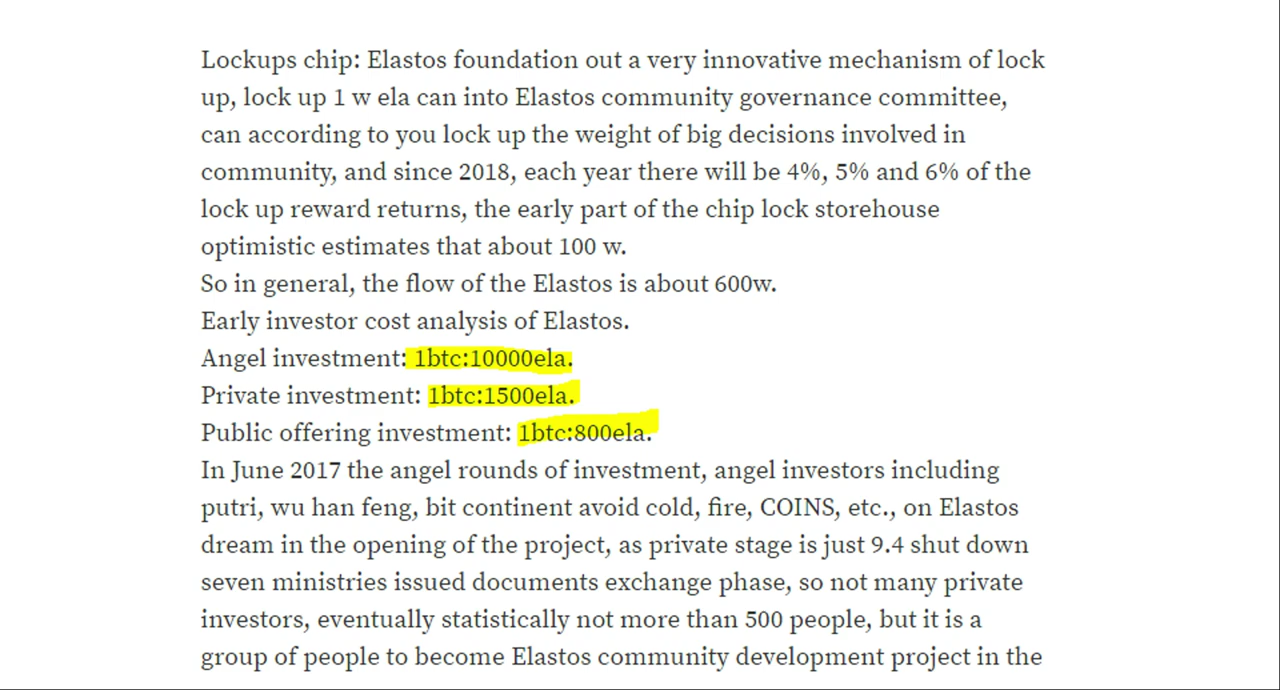 Lockups chip: Elastos foundation out a very innovative mechanism of lock
up, lock up 1 w ela can into Elastos community governance committee,
can according to you lock up the weight of big decisions involved in
community, and since 2018, each year there will be 4%, 5% and 6% of the
lock up reward returns, the early part of the chip lock storehouse
optimistic estimates that about 100 w.
So in general, the flow of the Elastos is about 600w.
Early investor cost analysis of Elastos.
Angel investment: 1btc:10000ela.
Private investment: 1btc:1500ela.
Public offering investment: 1btc:800ela.
In June 2017 the angel rounds of investment, angel investors including
putri, wu han feng, bit continent avoid cold, fire, COINS, etc., on Elastos
dream in the opening of the project, as private stage is just 9.4 shut down
seven ministries issued documents exchange phase, so not many private
investors, eventually statistically not more than 500 people, but it is a
group of people to become Elastos community development project in the